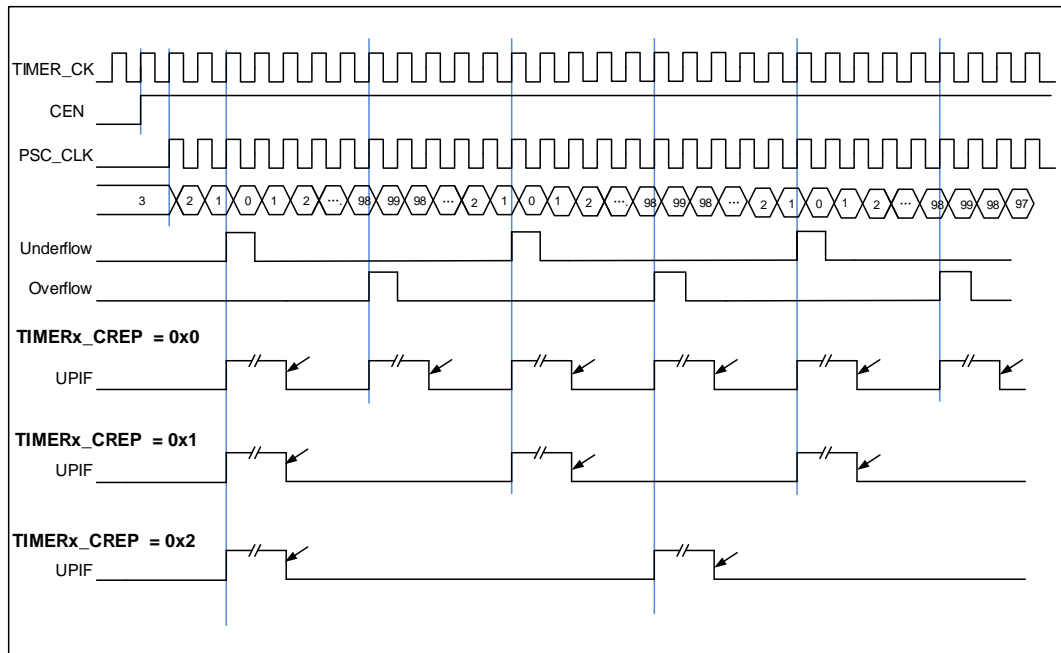 TIMER_CK
CEN
PSC_CLK
3 2 1 0 1 2 ... 98 99 98 ... 2 1 0 1 2 ... 98 99 98 ... 2 1 0 1 2 ... 98 99 98 97
Underflow
Overflow
TIMERx_CREP = 0x0
UPIF
TIMERx_CREP = 0x1
UPIF
TIMERx_CREP = 0x2
UPIF